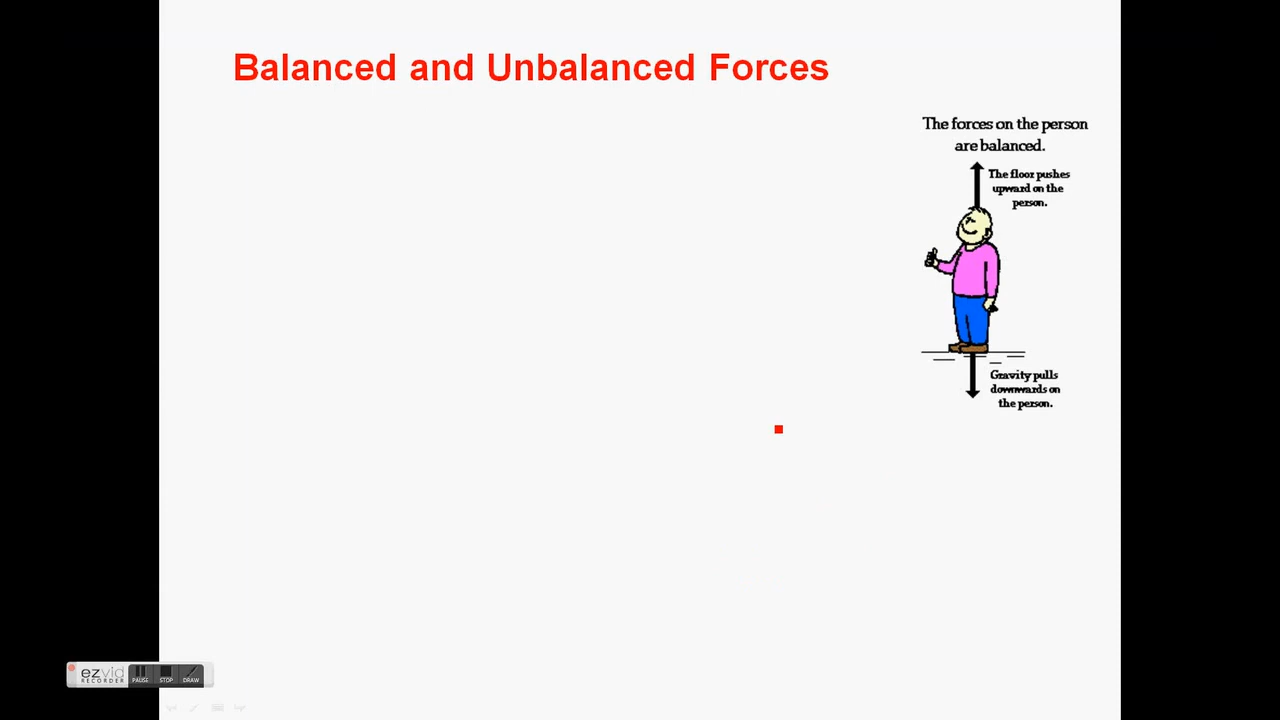 Balanced and Unbalanced Forces
The forces on the person
are balanced.
The floor pushes
upward on the
person.
Gravity pulls
downwards on
the person.
ezvid
RECORDER
PAUSE
STOP
DRAW